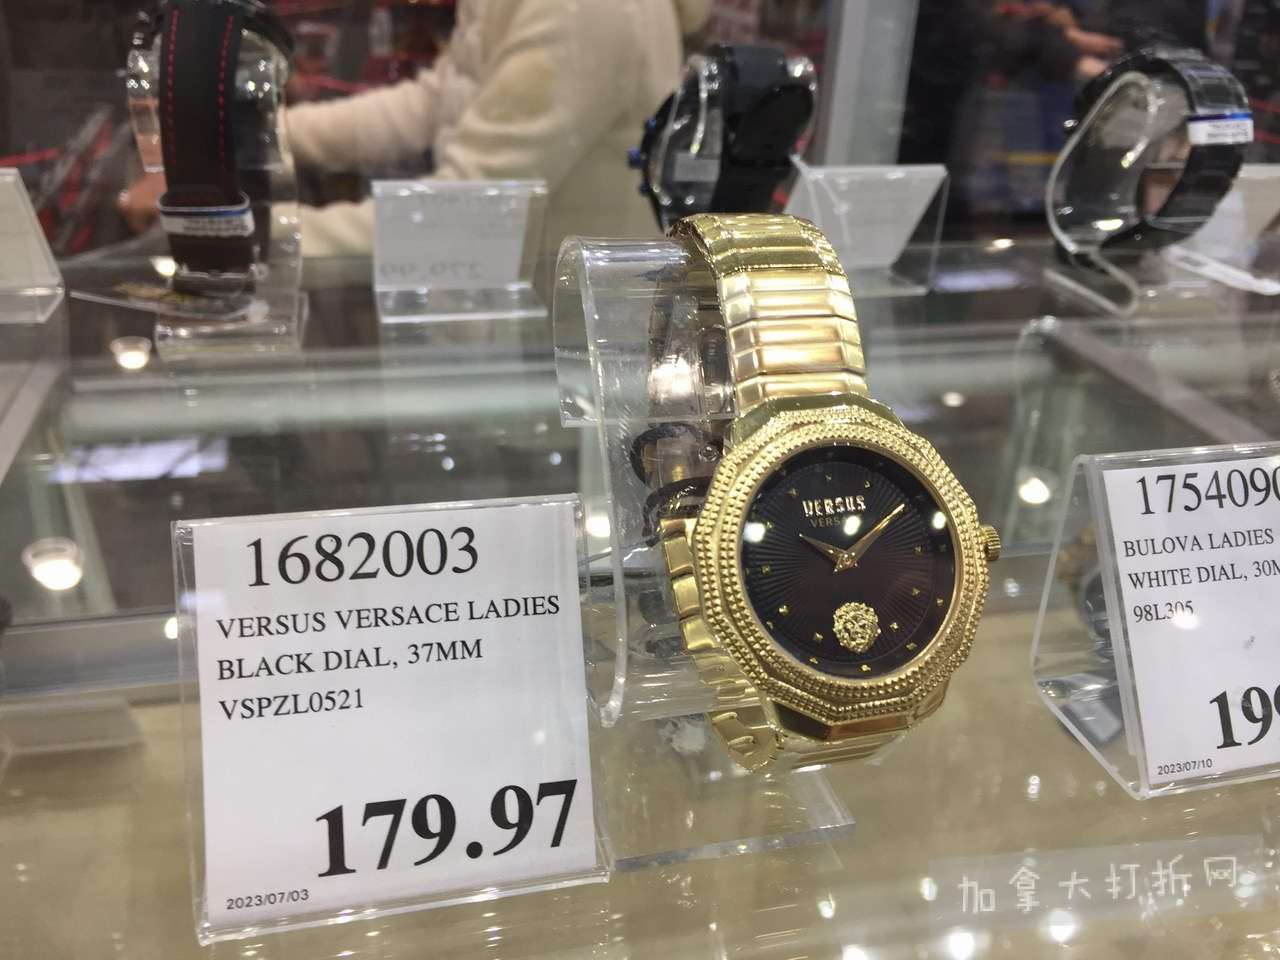 1682003
VERSUS VERSACE LADIES
BLACK DIAL, 37MM
VSPZL0521
179.97
2023/07/03
VERSUS
1754090
BULOVA LADIES
WHITE DIAL, 30M
98L305
199
2023/07/10
加拿大打折网